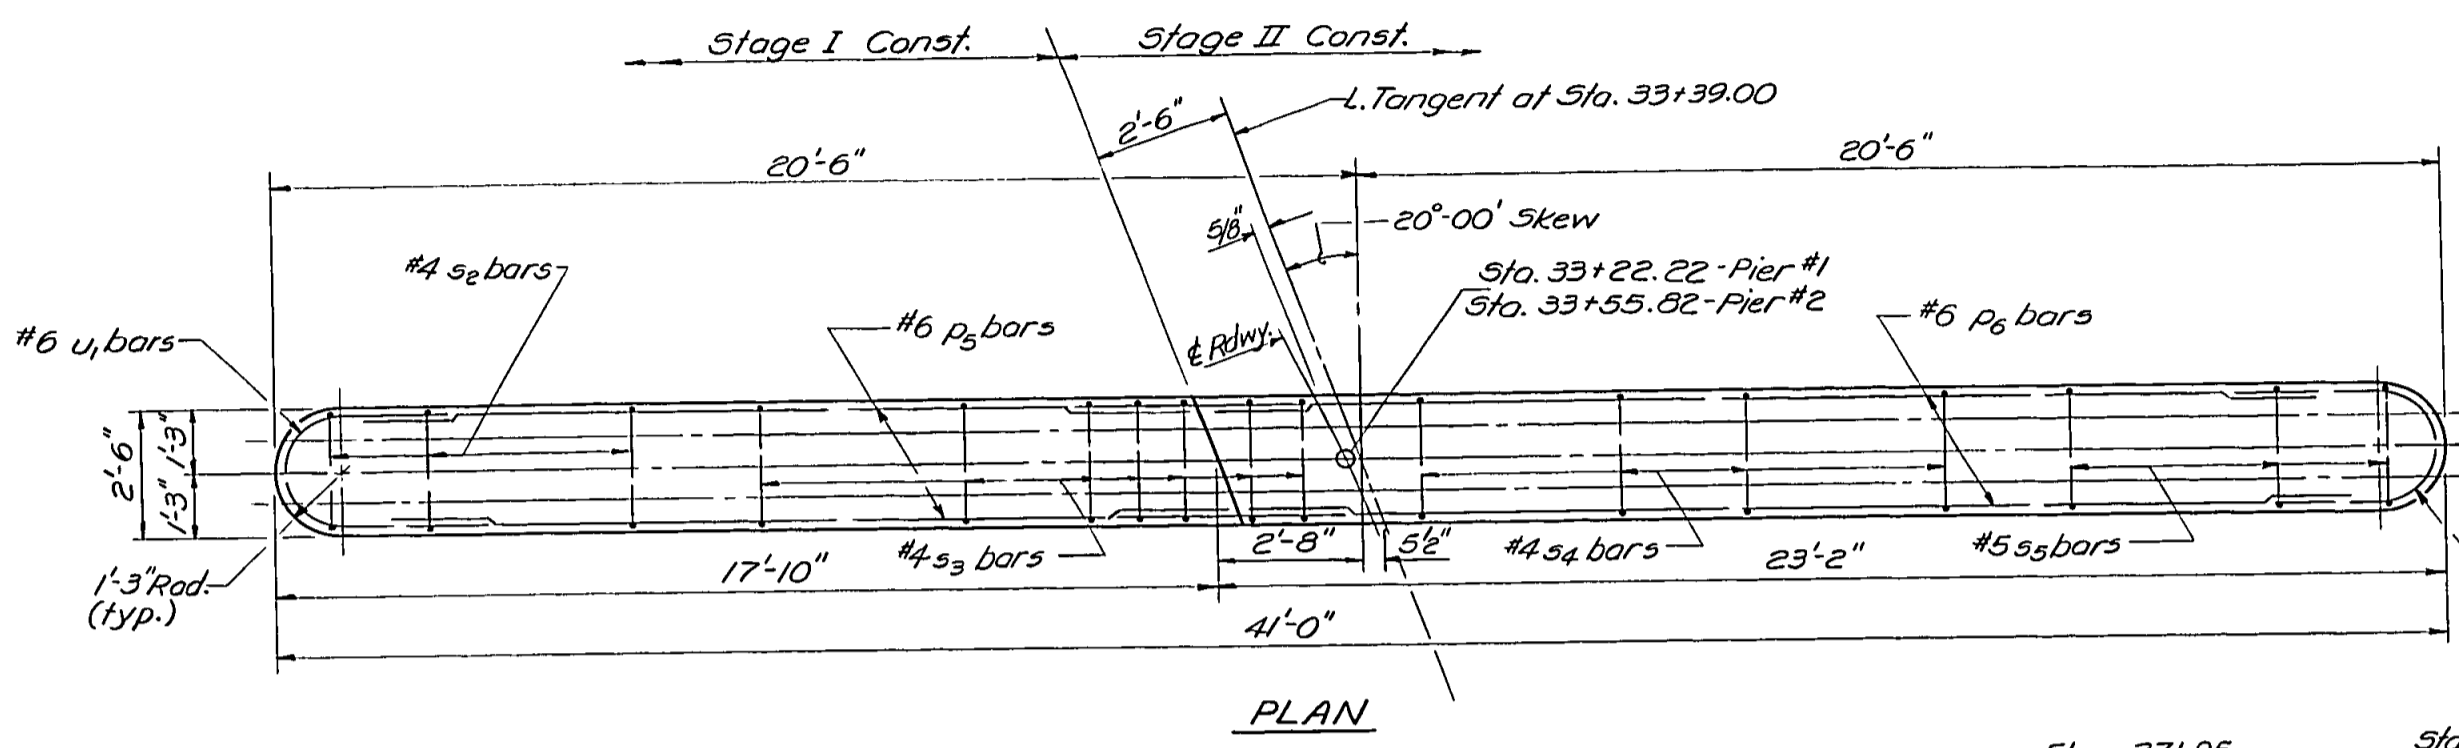 Stage I Const.
Stage II Const.
L. Tangent at Sta. 33+39.00
2'-6"
20'-6"
20'-6"
5/8"
20°-00' Skew
#4 s2 bars
Sta. 33+22.22-Pier #1
Sta. 33+55.82-Pier #2
#6 u1 bars
#6 p5 bars
℄ Rdwy.
#6 p6 bars
2'-6"
1'-3"
1'-3"
1'-3" Rad.
(typ.)
#4 s3 bars
2'-8"
5½"
#4 s4 bars
#5 s5 bars
17'-10"
23'-2"
41'-0"
PLAN